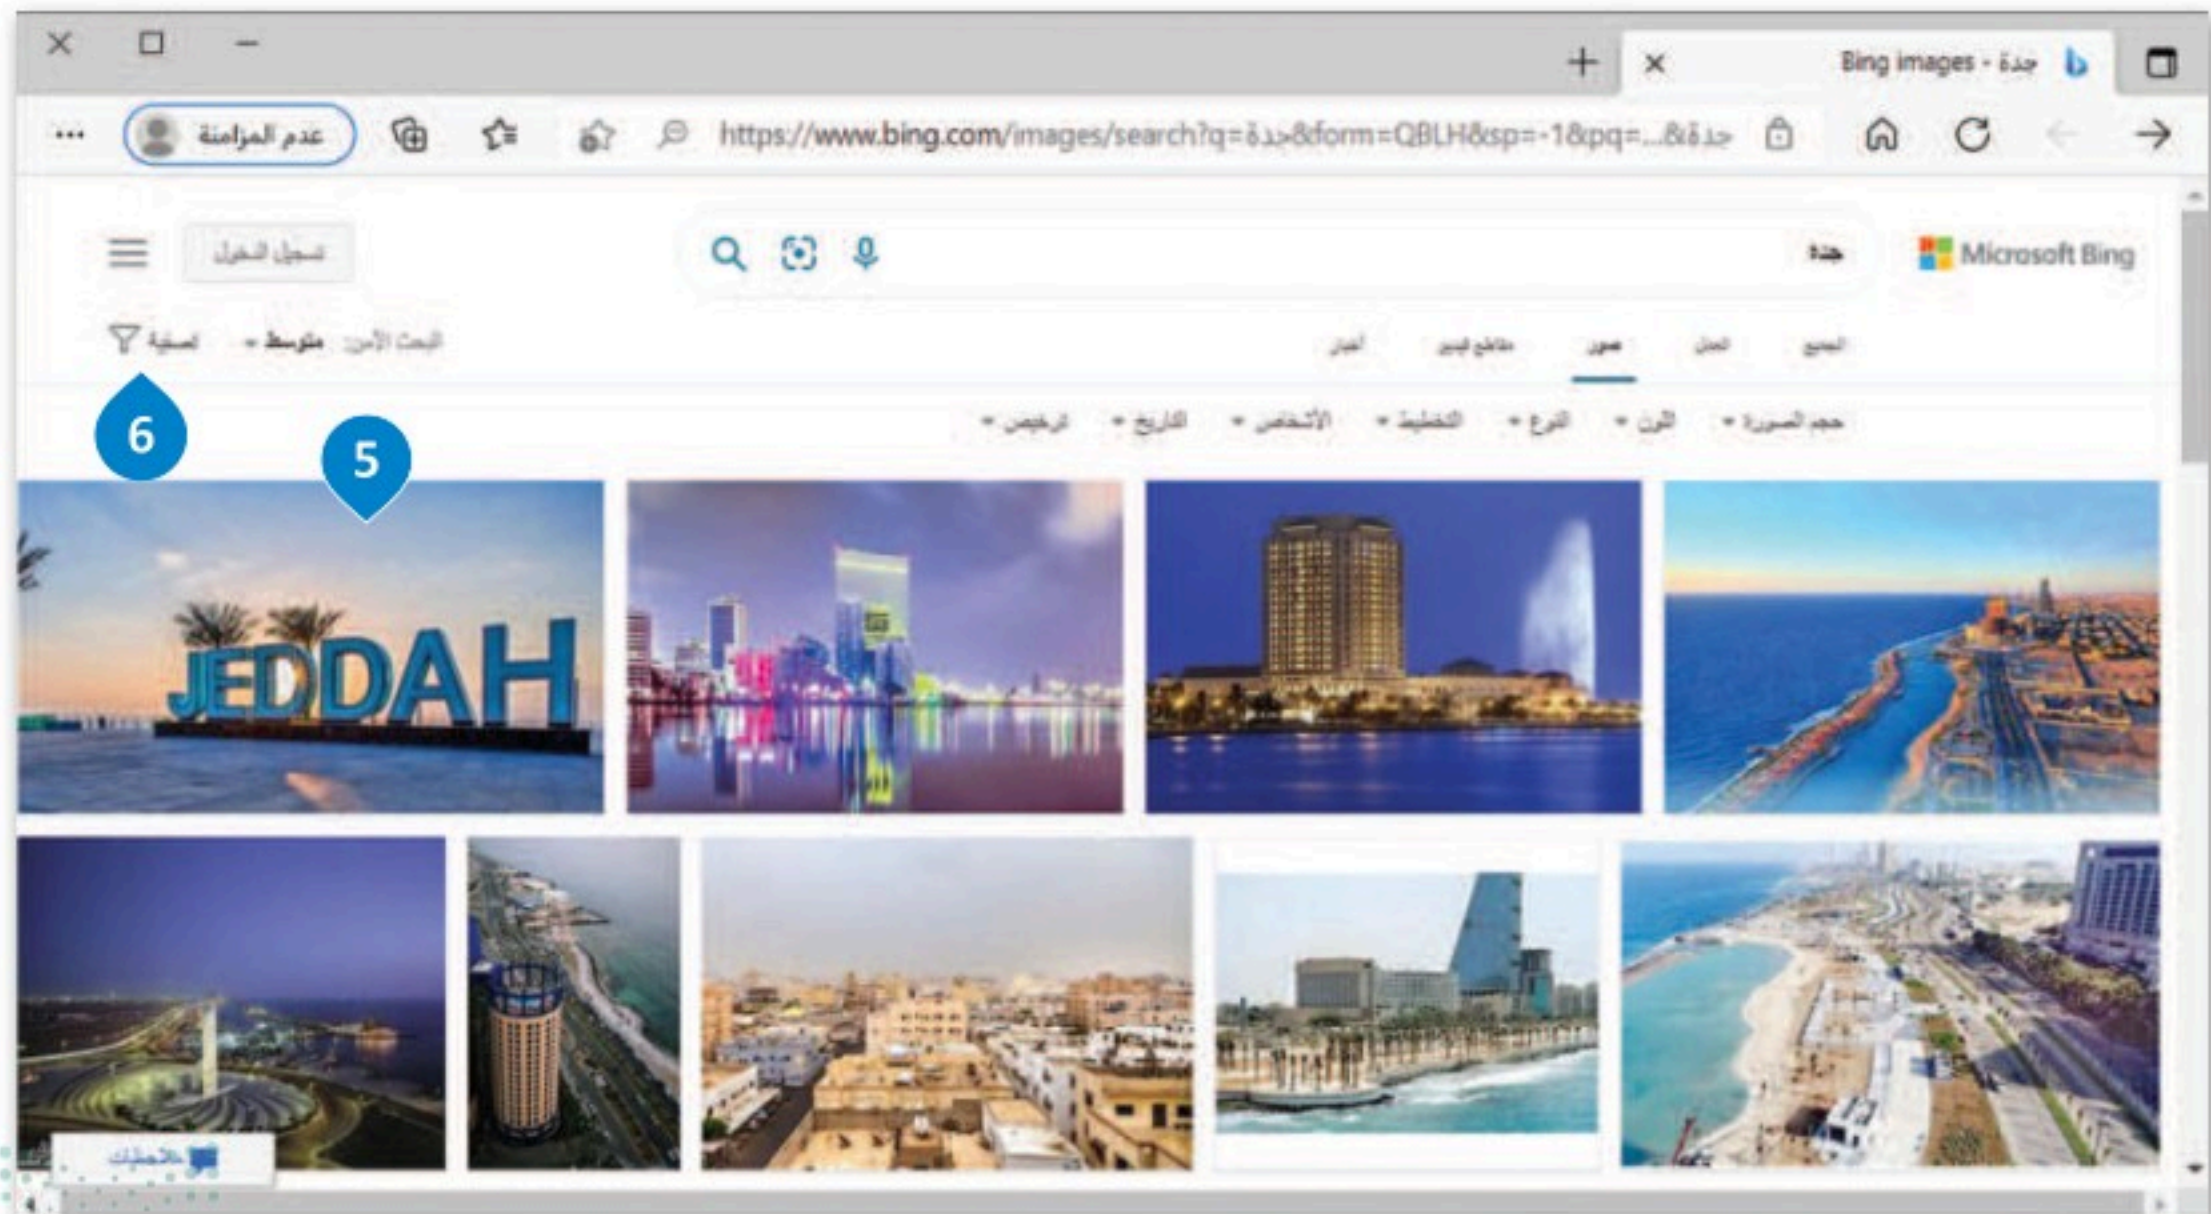 جدة - Bing images
https://www.bing.com/images/search?q=جدة&form=QBLH&sp=-1&pq=...&جدة
عدم المزامنة
Microsoft Bing
جدة
تسجيل الدخول
الجميع العمل صور مقاطع فيديو أخبار
البحث الآمن: متوسط تصفية
حجم الصورة اللون النوع التخطيط الأشخاص التاريخ ترخيص
6
5
JEDDAH
ملاحظات